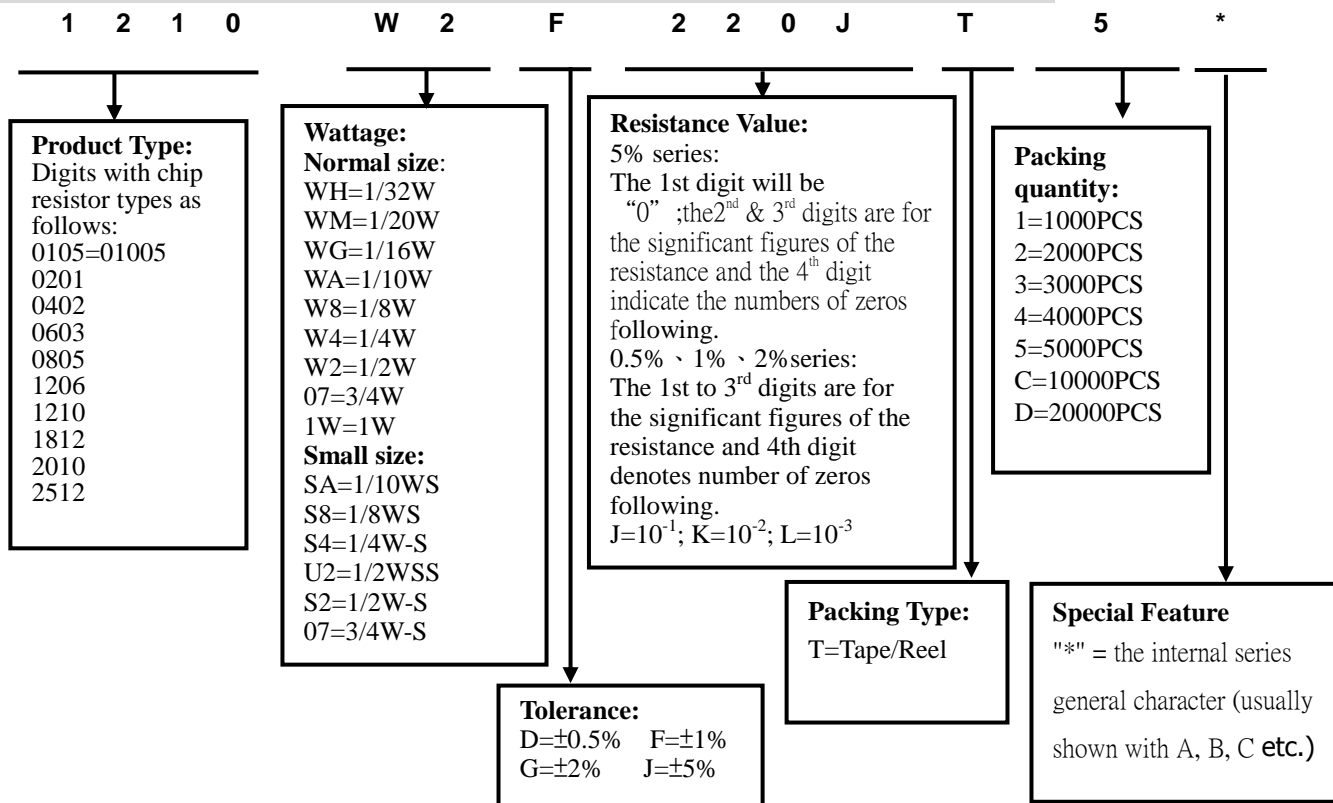 1 2 1 0 W 2 F 2 2 0 J T 5 *
Product Type:
Digits with chip
resistor types as
follows:
0105=01005
0201
0402
0603
0805
1206
1210
1812
2010
2512
Wattage:
Normal size:
WH=1/32W
WM=1/20W
WG=1/16W
WA=1/10W
W8=1/8W
W4=1/4W
W2=1/2W
07=3/4W
1W=1W
Small size:
SA=1/10WS
S8=1/8WS
S4=1/4W-S
U2=1/2WSS
S2=1/2W-S
07=3/4W-S
Tolerance:
D=±0.5% F=±1%
G=±2% J=±5%
Resistance Value:
5% series:
The 1st digit will be
“0” ;the2nd & 3rd digits are for
the significant figures of the
resistance and the 4th digit
indicate the numbers of zeros
following.
0.5%、1%、2%series:
The 1st to 3rd digits are for
the significant figures of the
resistance and 4th digit
denotes number of zeros
following.
J=10-1; K=10-2; L=10-3
Packing Type:
T=Tape/Reel
Packing
quantity:
1=1000PCS
2=2000PCS
3=3000PCS
4=4000PCS
5=5000PCS
C=10000PCS
D=20000PCS
Special Feature
"*" = the internal series
general character (usually
shown with A, B, C etc.)